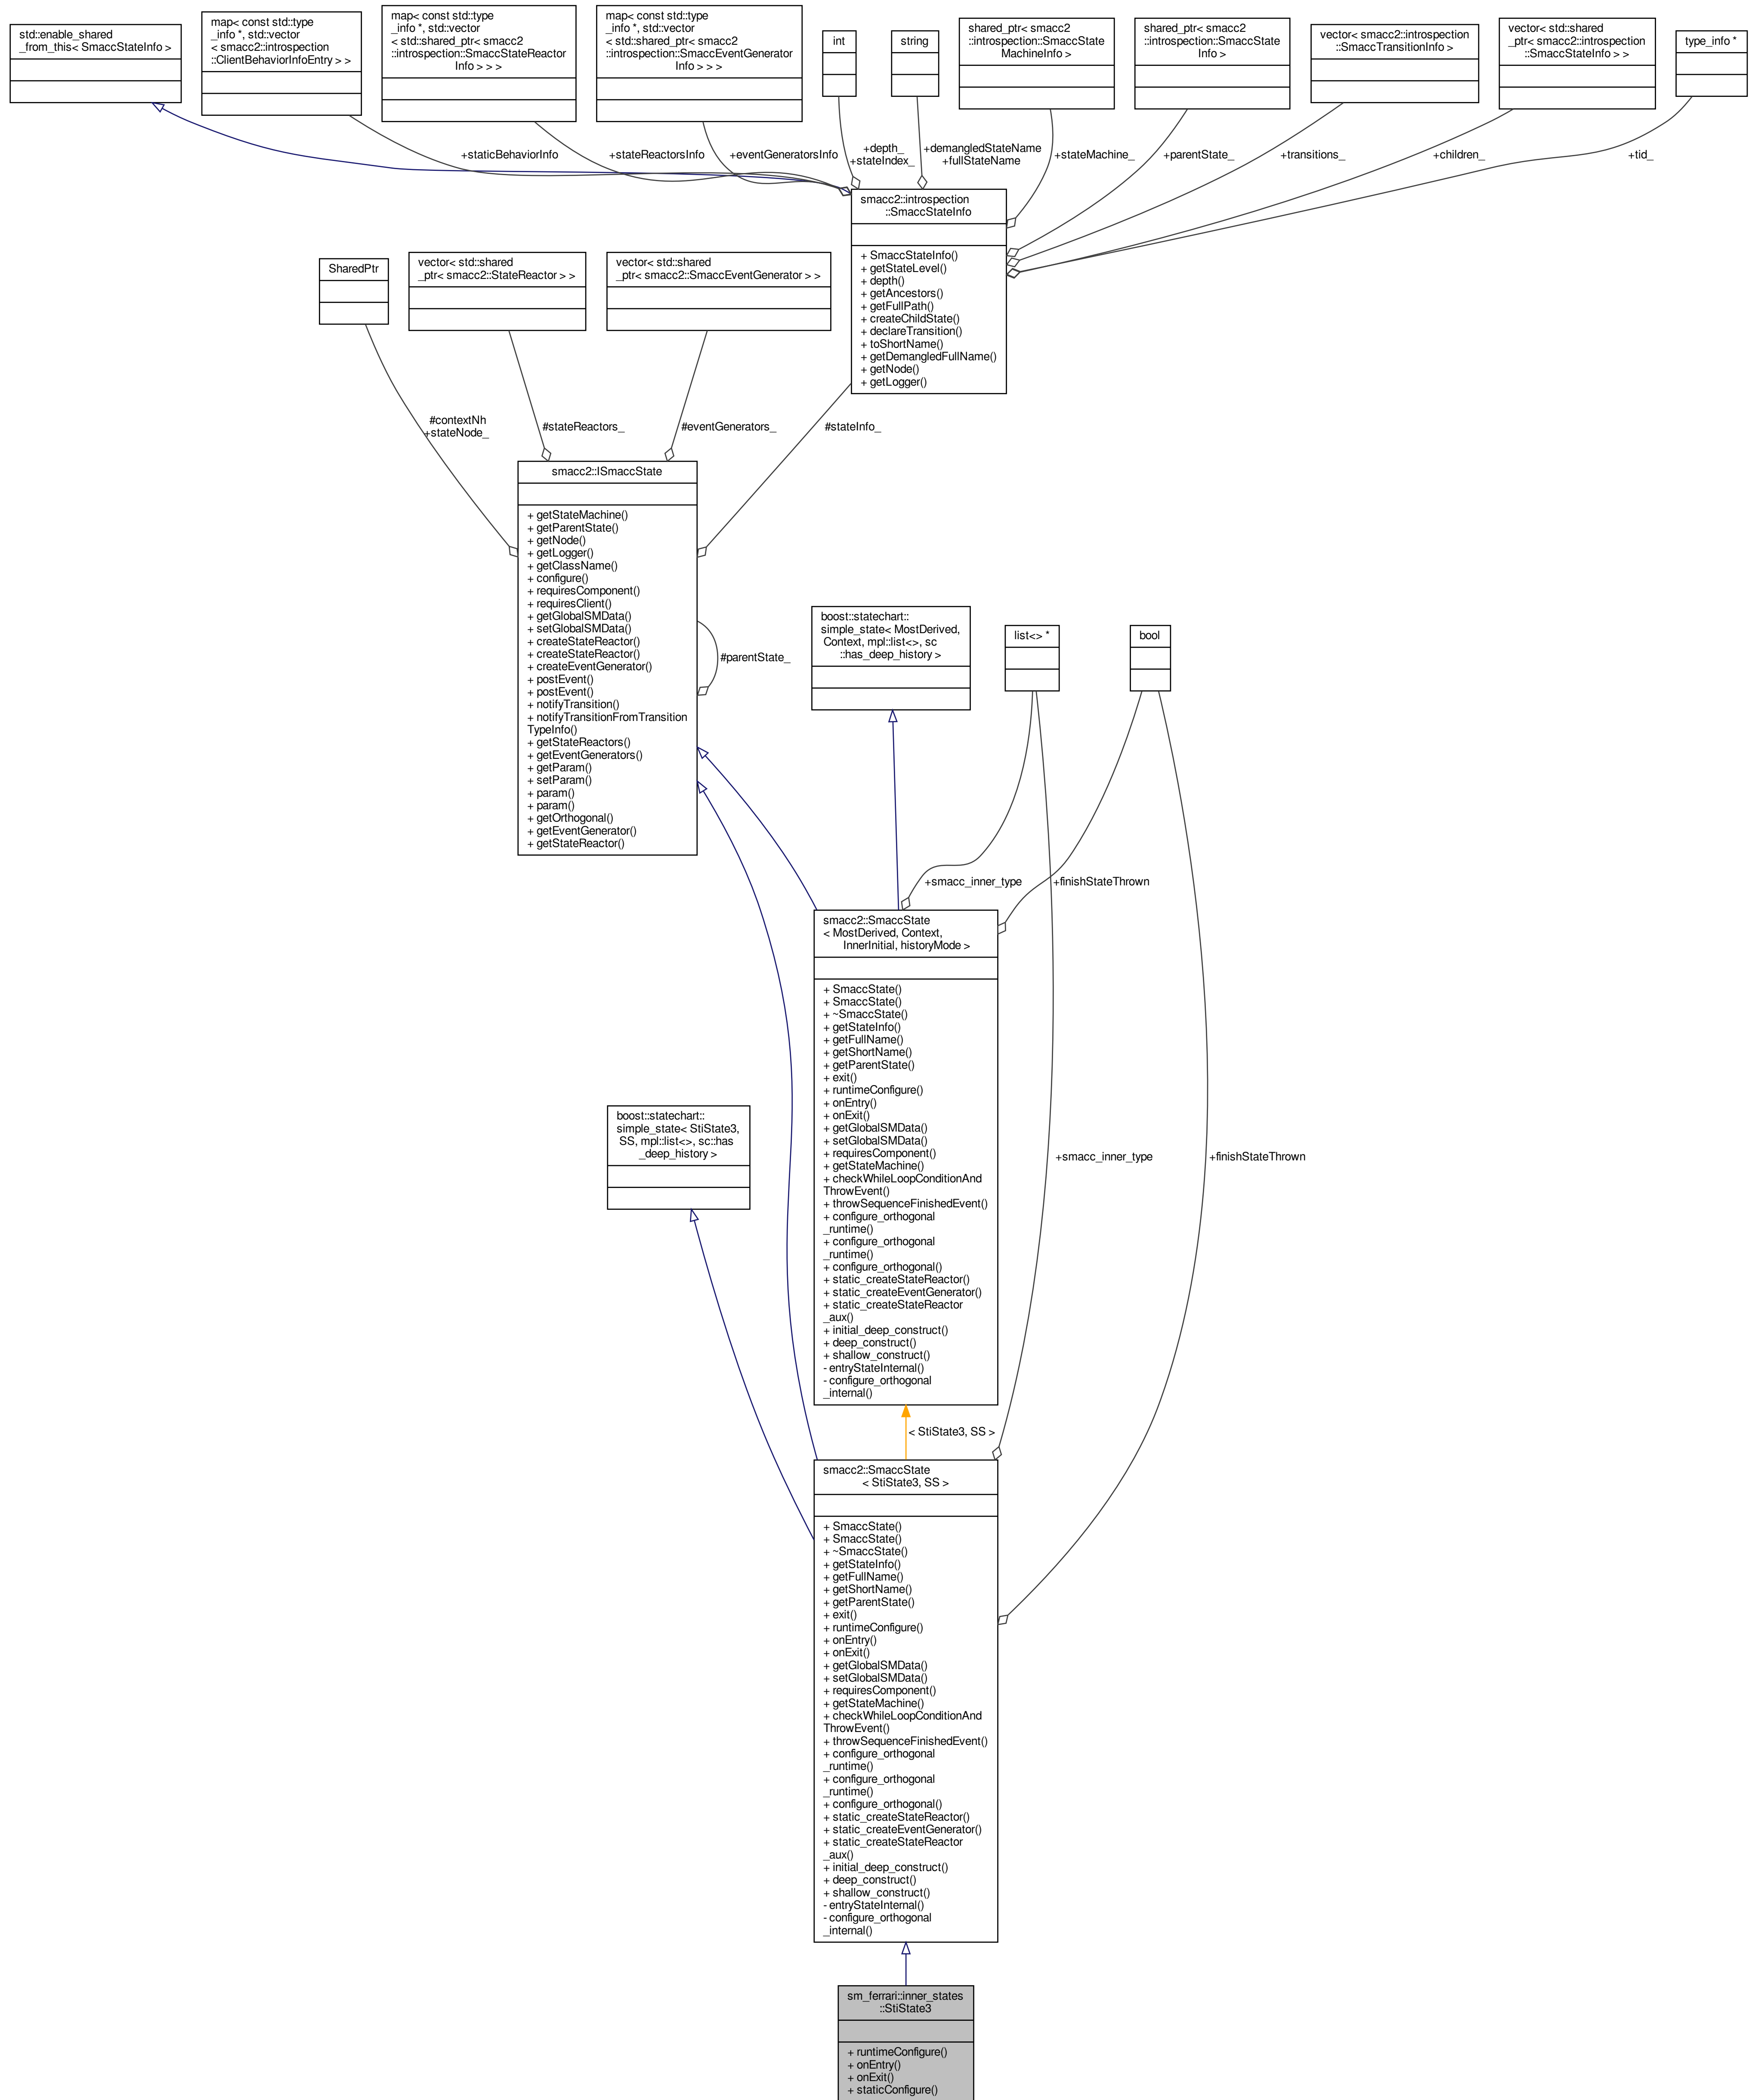 std::enable_shared
_from_this< SmaccStateInfo >
map< const std::type
_info *, std::vector
< smacc2::introspection
::ClientBehaviorInfoEntry > >
map< const std::type
_info *, std::vector
< std::shared_ptr< smacc2
::introspection::SmaccStateReactor
Info > > >
map< const std::type
_info *, std::vector
< std::shared_ptr< smacc2
::introspection::SmaccEventGenerator
Info > > >
int
string
shared_ptr< smacc2
::introspection::SmaccState
MachineInfo >
shared_ptr< smacc2
::introspection::SmaccState
Info >
vector< smacc2::introspection
::SmaccTransitionInfo >
vector< std::shared
_ptr< smacc2::introspection
::SmaccStateInfo > >
type_info *
+staticBehaviorInfo
+stateReactorsInfo
+eventGeneratorsInfo
+depth_
+stateIndex_
+demangledStateName
+fullStateName
+stateMachine_
+parentState_
+transitions_
+children_
+tid_
smacc2::introspection
::SmaccStateInfo
+ SmaccStateInfo()
+ getStateLevel()
+ depth()
+ getAncestors()
+ getFullPath()
+ createChildState()
+ declareTransition()
+ toShortName()
+ getDemangledFullName()
+ getNode()
+ getLogger()
SharedPtr
vector< std::shared
_ptr< smacc2::StateReactor > >
vector< std::shared
_ptr< smacc2::SmaccEventGenerator > >
#contextNh
+stateNode_
#stateReactors_
#eventGenerators_
#stateInfo_
smacc2::ISmaccState
+ getStateMachine()
+ getParentState()
+ getNode()
+ getLogger()
+ getClassName()
+ configure()
+ requiresComponent()
+ requiresClient()
+ getGlobalSMData()
+ setGlobalSMData()
+ createStateReactor()
+ createStateReactor()
+ createEventGenerator()
+ postEvent()
+ postEvent()
+ notifyTransition()
+ notifyTransitionFromTransition
TypeInfo()
+ getStateReactors()
+ getEventGenerators()
+ getParam()
+ setParam()
+ param()
+ param()
+ getOrthogonal()
+ getEventGenerator()
+ getStateReactor()
#parentState_
boost::statechart::
simple_state< MostDerived,
Context, mpl::list<>, sc
::has_deep_history >
list<> *
bool
+smacc_inner_type
+finishStateThrown
smacc2::SmaccState
< MostDerived, Context,
InnerInitial, historyMode >
+ SmaccState()
+ SmaccState()
+ ~SmaccState()
+ getStateInfo()
+ getFullName()
+ getShortName()
+ getParentState()
+ exit()
+ runtimeConfigure()
+ onEntry()
+ onExit()
+ getGlobalSMData()
+ setGlobalSMData()
+ requiresComponent()
+ getStateMachine()
+ checkWhileLoopConditionAnd
ThrowEvent()
+ throwSequenceFinishedEvent()
+ configure_orthogonal
_runtime()
+ configure_orthogonal
_runtime()
+ configure_orthogonal()
+ static_createStateReactor()
+ static_createEventGenerator()
+ static_createStateReactor
_aux()
+ initial_deep_construct()
+ deep_construct()
+ shallow_construct()
- entryStateInternal()
- configure_orthogonal
_internal()
boost::statechart::
simple_state< StiState3,
SS, mpl::list<>, sc::has
_deep_history >
+smacc_inner_type
+finishStateThrown
< StiState3, SS >
smacc2::SmaccState
< StiState3, SS >
+ SmaccState()
+ SmaccState()
+ ~SmaccState()
+ getStateInfo()
+ getFullName()
+ getShortName()
+ getParentState()
+ exit()
+ runtimeConfigure()
+ onEntry()
+ onExit()
+ getGlobalSMData()
+ setGlobalSMData()
+ requiresComponent()
+ getStateMachine()
+ checkWhileLoopConditionAnd
ThrowEvent()
+ throwSequenceFinishedEvent()
+ configure_orthogonal
_runtime()
+ configure_orthogonal
_runtime()
+ configure_orthogonal()
+ static_createStateReactor()
+ static_createEventGenerator()
+ static_createStateReactor
_aux()
+ initial_deep_construct()
+ deep_construct()
+ shallow_construct()
- entryStateInternal()
- configure_orthogonal
_internal()
sm_ferrari::inner_states
::StiState3
+ runtimeConfigure()
+ onEntry()
+ onExit()
+ staticConfigure()